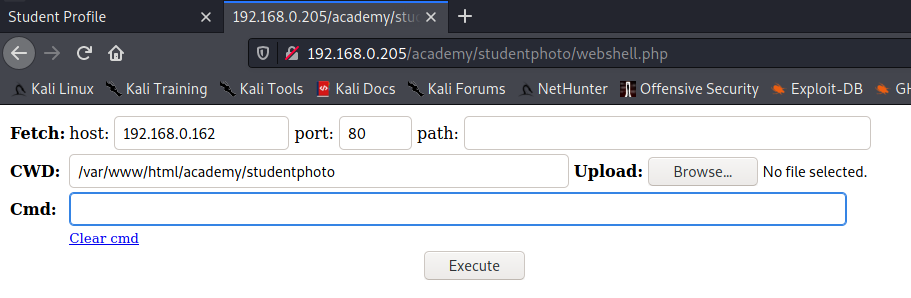 Student Profile × 192.168.0.205/academy/stud × +
192.168.0.205/academy/studentphoto/webshell.php
Kali Linux Kali Training Kali Tools Kali Docs Kali Forums NetHunter Offensive Security Exploit-DB GH
Fetch: host: 192.168.0.162 port: 80 path:
CWD: /var/www/html/academy/studentphoto Upload: Browse... No file selected.
Cmd:
Clear cmd
Execute